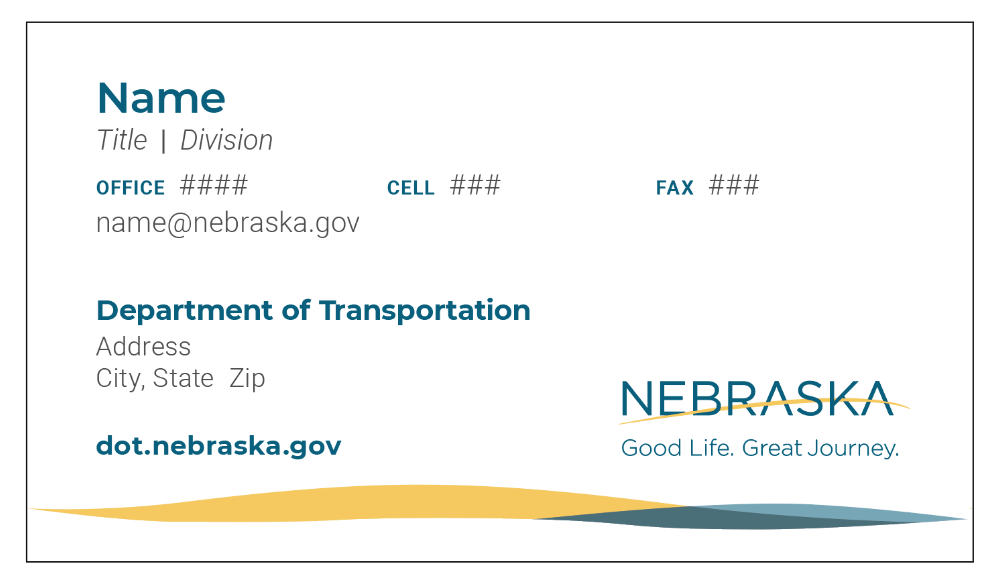 Name
Title | Division
OFFICE #### CELL ### FAX ###
name@nebraska.gov
Department of Transportation
Address
City, State Zip
dot.nebraska.gov
NEBRASKA
Good Life. Great Journey.